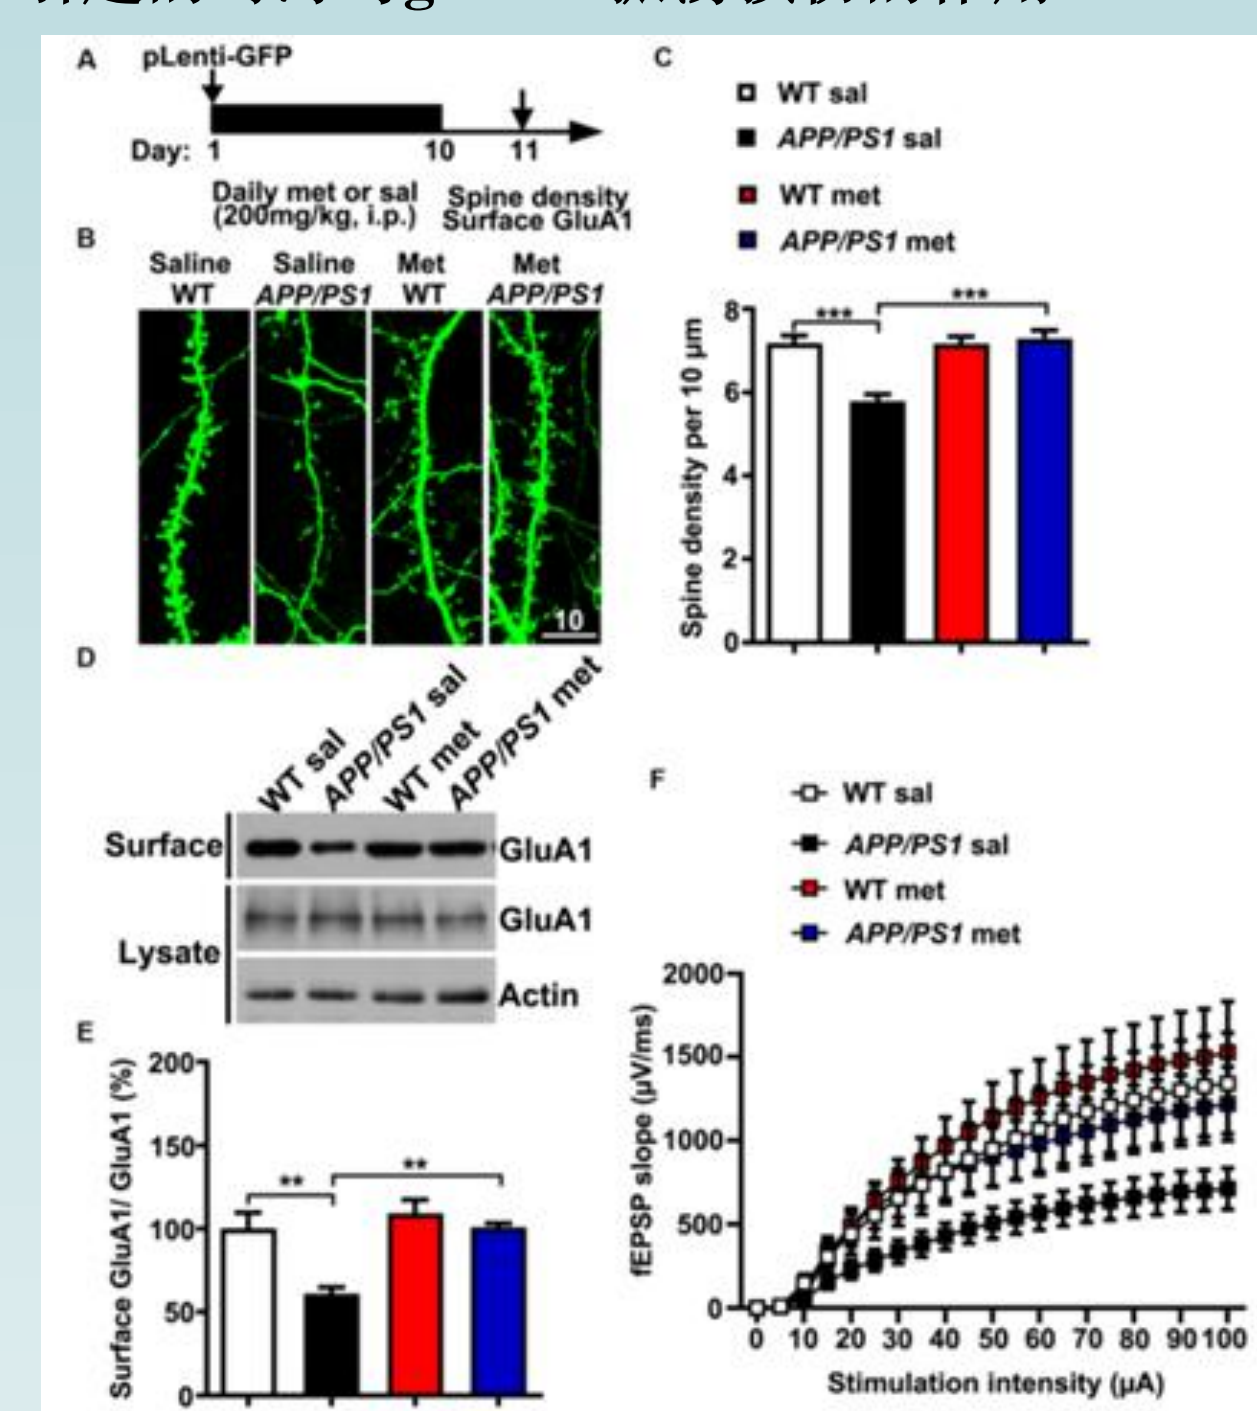 A
pLenti-GFP
Day: 1 10 11
Daily met or sal
(200mg/kg, i.p.)
Spine density
Surface GluA1
B
Saline
WT
Saline
APP/PS1
Met
WT
Met
APP/PS1
10
C
WT sal
APP/PS1 sal
WT met
APP/PS1 met
*** ***
8
6
4
2
0
Spine density per 10 μm
D
WT sal
APP/PS1 sal
WT met
APP/PS1 met
Surface GluA1
GluA1
Lysate
Actin
E
Surface GluA1/ GluA1 (%)
200
150
100
50
0
** **
F
WT sal
APP/PS1 sal
WT met
APP/PS1 met
fEPSP slope (μV/ms)
2000
1500
1000
500
0
0 10 20 30 40 50 60 70 80 90 100
Stimulation intensity (μA)